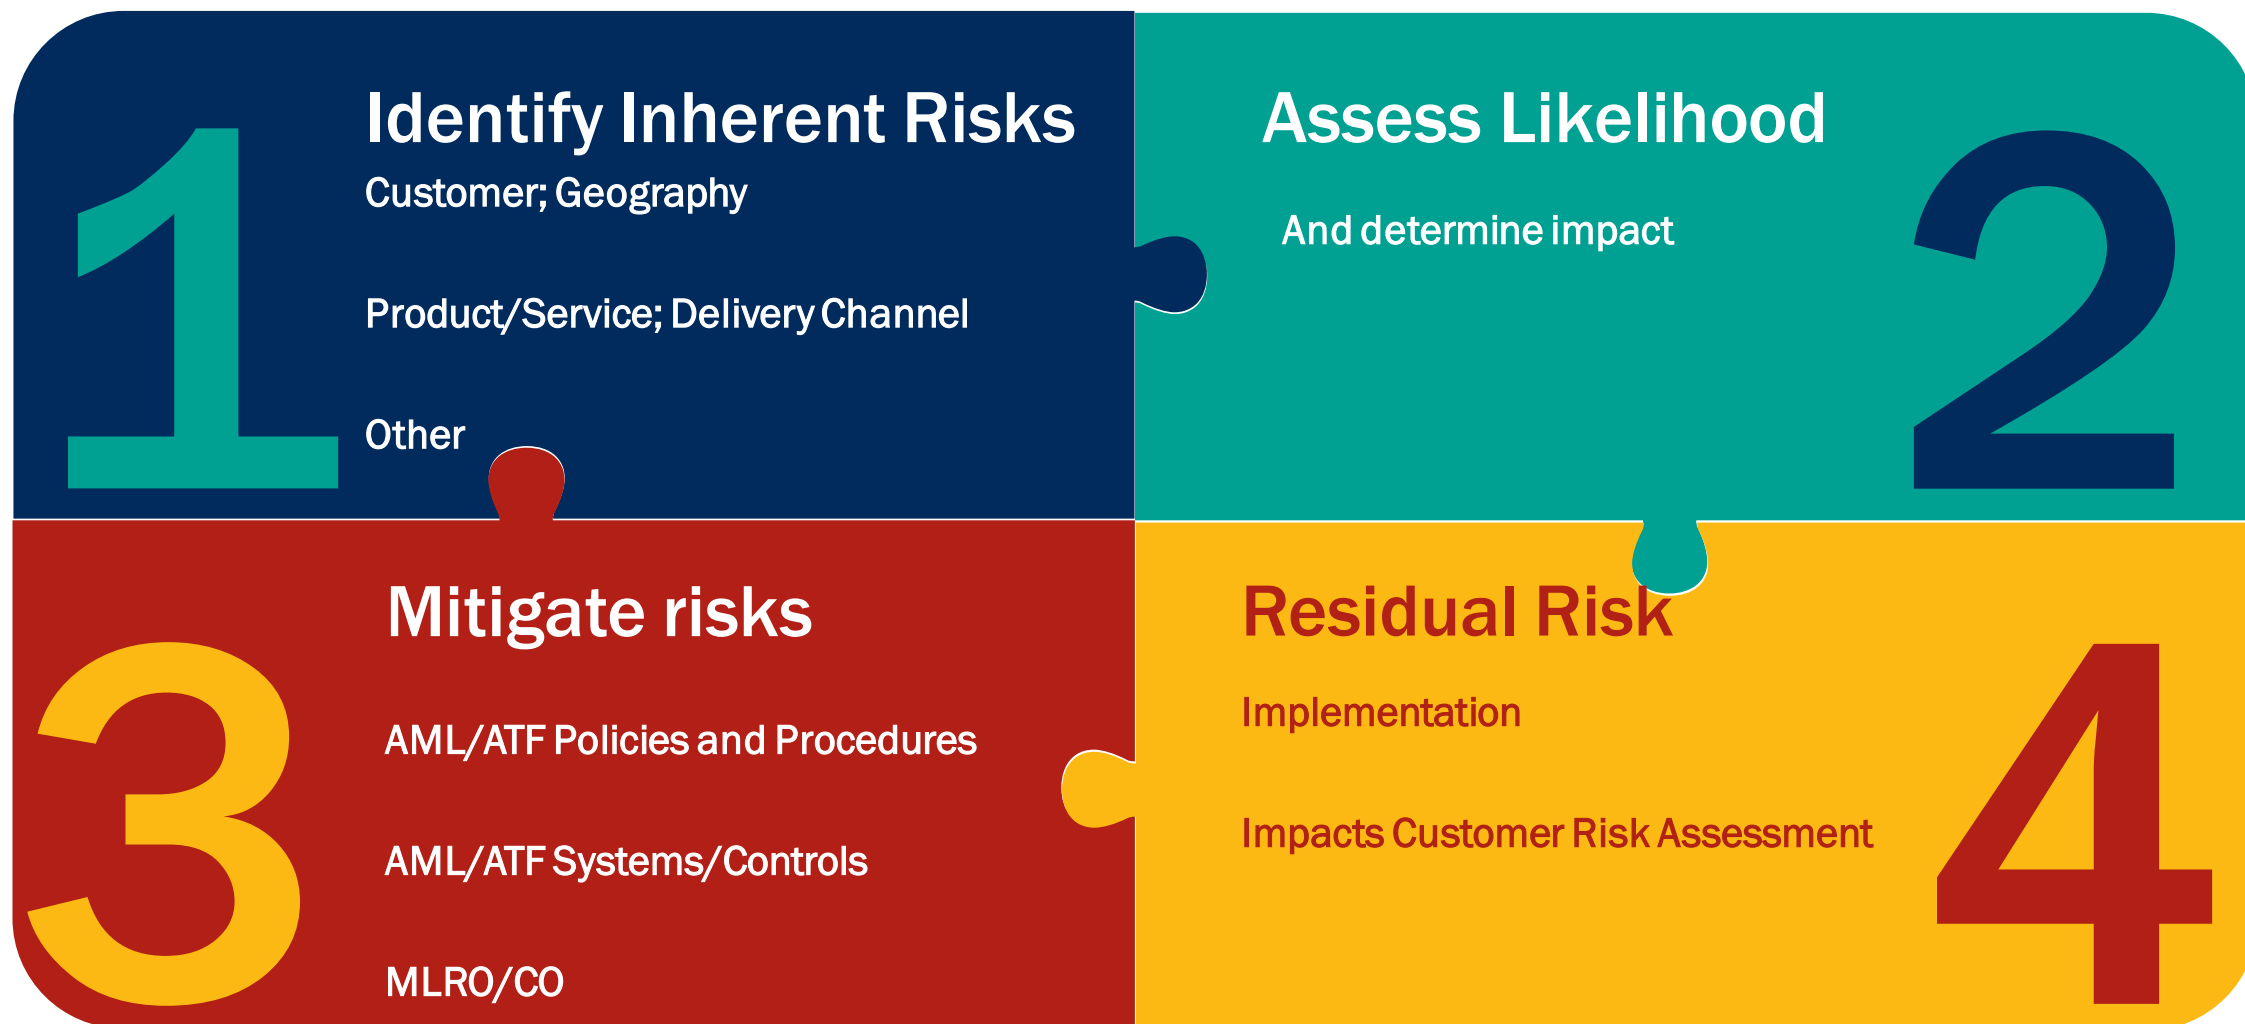 1
Identify Inherent Risks
Customer; Geography
Product/Service; Delivery Channel
Other
2
Assess Likelihood
And determine impact
3
Mitigate risks
AML/ATF Policies and Procedures
AML/ATF Systems/Controls
MLRO/CO
4
Residual Risk
Implementation
Impacts Customer Risk Assessment